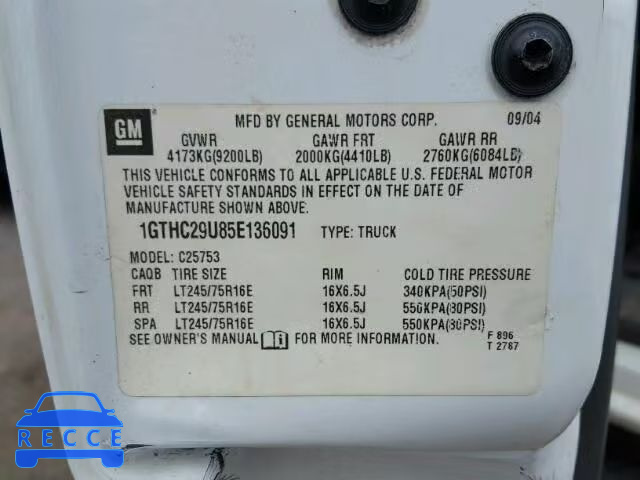 GM
MFD BY GENERAL MOTORS CORP. 09/04
GVWR GAWR FRT GAWR RR
4173KG(9200LB) 2000KG(4410LB) 2760KG(6084LB)
THIS VEHICLE CONFORMS TO ALL APPLICABLE U.S. FEDERAL MOTOR
VEHICLE SAFETY STANDARDS IN EFFECT ON THE DATE OF
MANUFACTURE SHOWN ABOVE.
1GTHC29U85E136091 TYPE: TRUCK
MODEL: C25753
CAQB TIRE SIZE RIM COLD TIRE PRESSURE
FRT LT245/75R16E 16X6.5J 340KPA(50PSI)
RR LT245/75R16E 16X6.5J 550KPA(80PSI)
SPA LT245/75R16E 16X6.5J 550KPA(80PSI)
SEE OWNER'S MANUAL FOR MORE INFORMATION.
F 896
T 2787
RECCE